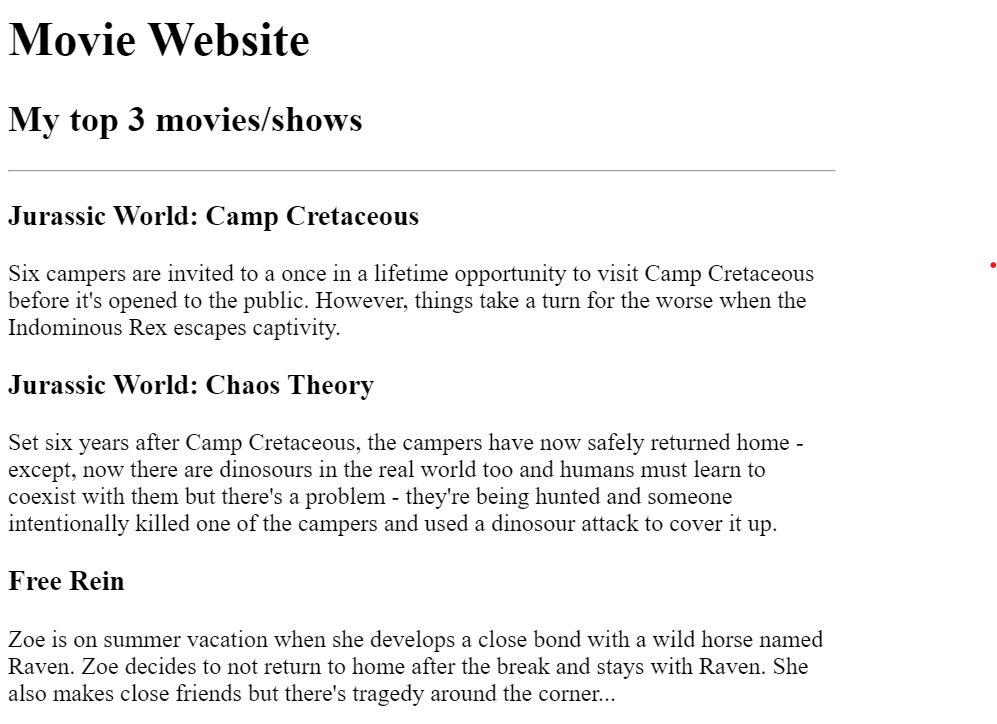 Movie Website
My top 3 movies/shows
Jurassic World: Camp Cretaceous
Six campers are invited to a once in a lifetime opportunity to visit Camp Cretaceous
before it's opened to the public. However, things take a turn for the worse when the
Indominous Rex escapes captivity.
Jurassic World: Chaos Theory
Set six years after Camp Cretaceous, the campers have now safely returned home -
except, now there are dinosours in the real world too and humans must learn to
coexist with them but there's a problem - they're being hunted and someone
intentionally killed one of the campers and used a dinosour attack to cover it up.
Free Rein
Zoe is on summer vacation when she develops a close bond with a wild horse named
Raven. Zoe decides to not return to home after the break and stays with Raven. She
also makes close friends but there's tragedy around the corner...